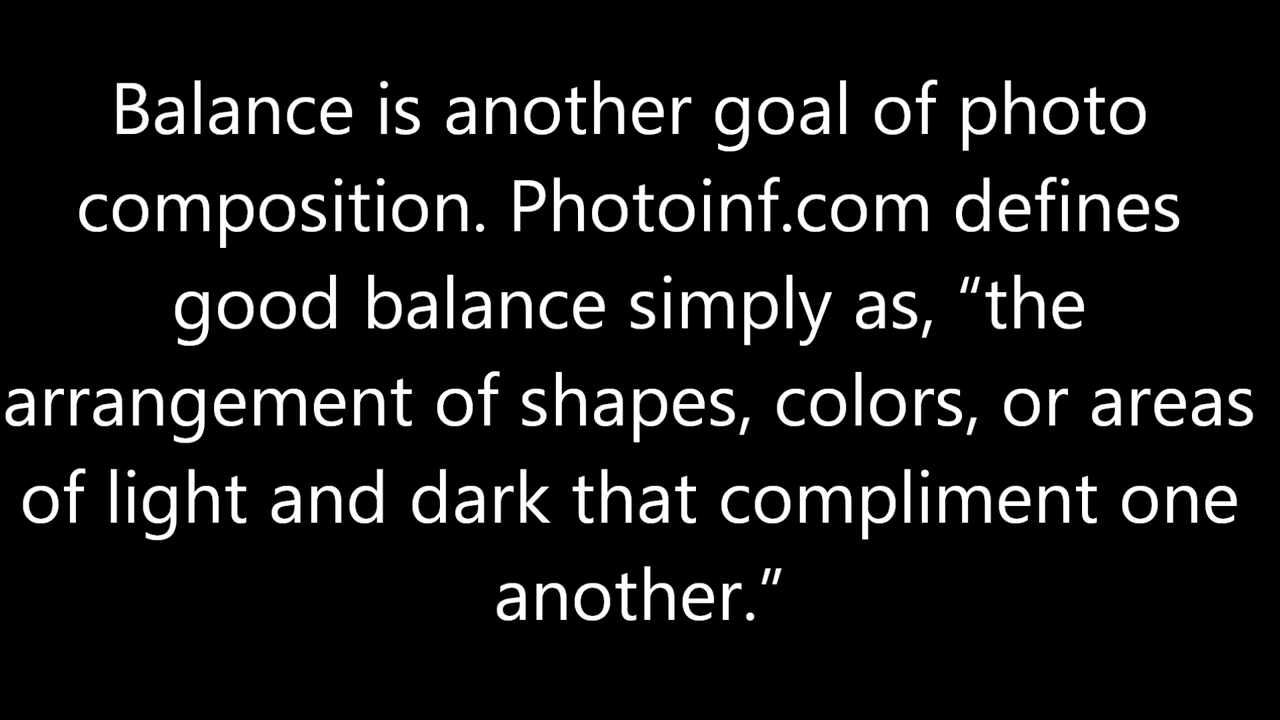 Balance is another goal of photo
composition. Photoinf.com defines
good balance simply as, “the
arrangement of shapes, colors, or areas
of light and dark that compliment one
another.”